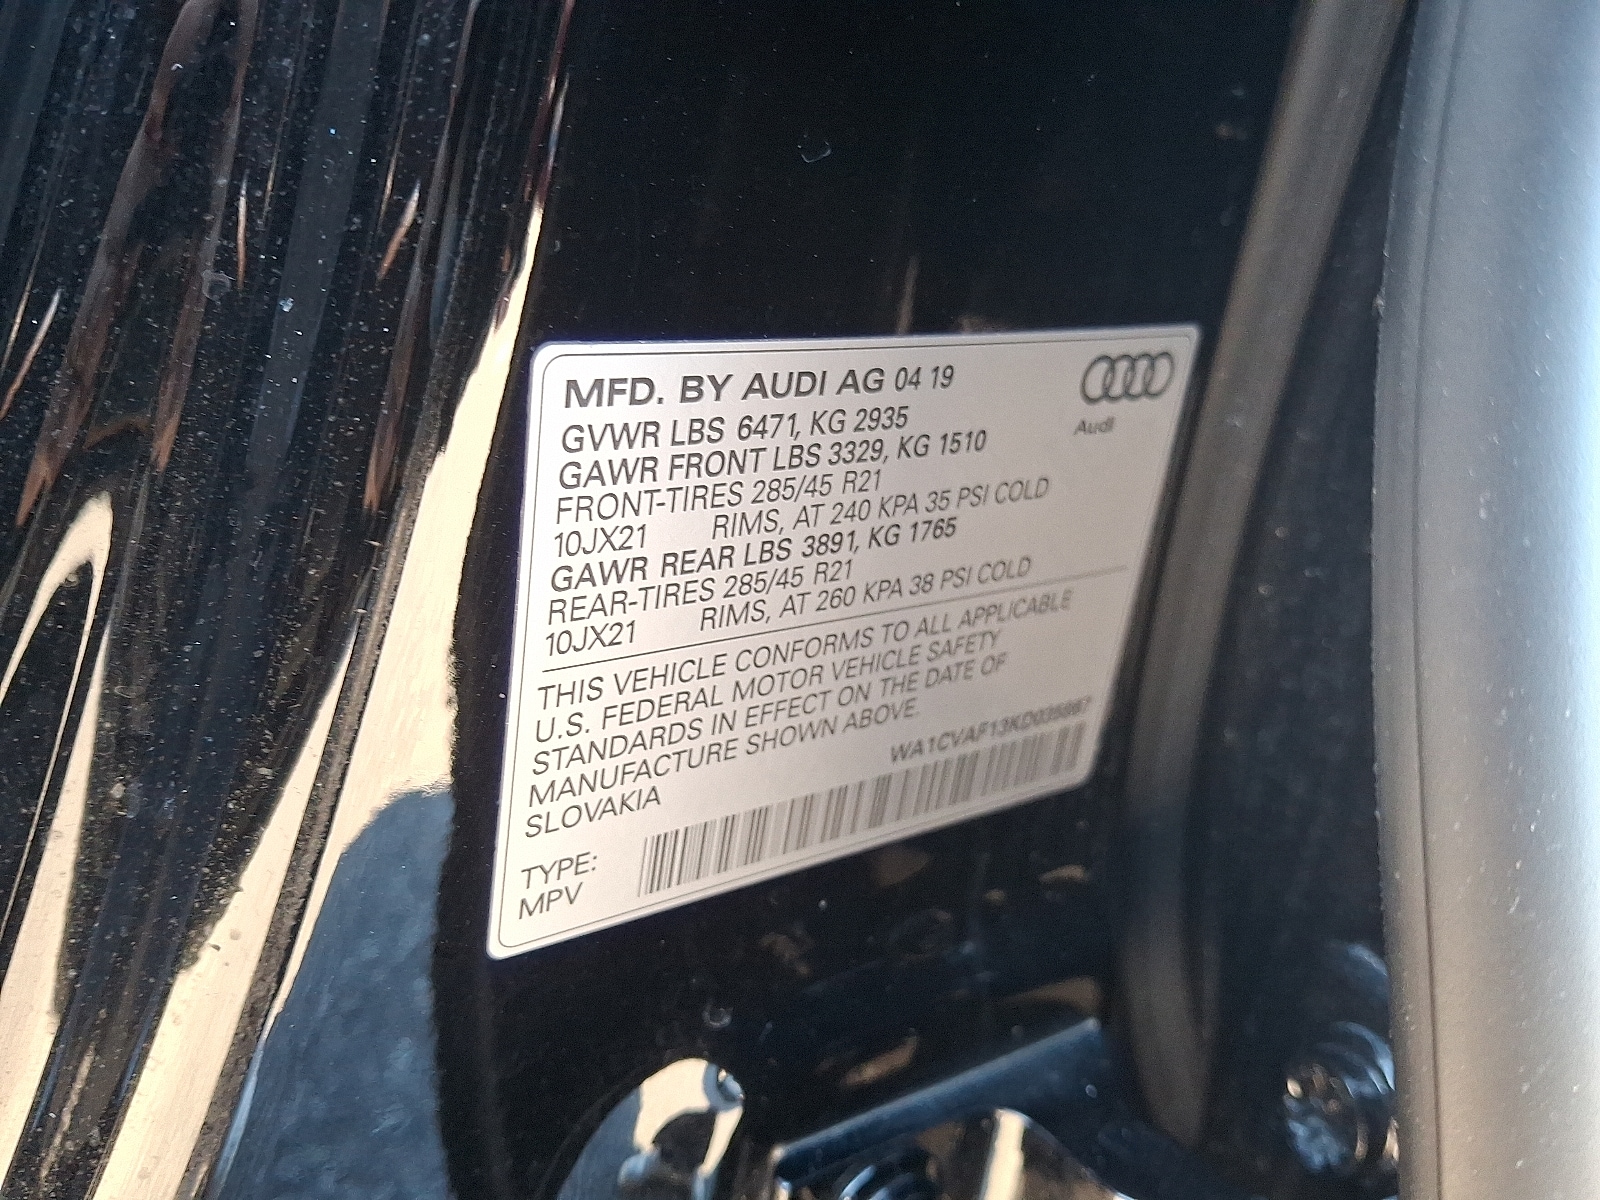 MFD. BY AUDI AG 04 19
Audi
GVWR LBS 6471, KG 2935
GAWR FRONT LBS 3329, KG 1510
FRONT-TIRES 285/45 R21
10JX21 RIMS, AT 240 KPA 35 PSI COLD
GAWR REAR LBS 3891, KG 1765
REAR-TIRES 285/45 R21
10JX21 RIMS, AT 260 KPA 38 PSI COLD
THIS VEHICLE CONFORMS TO ALL APPLICABLE
U.S. FEDERAL MOTOR VEHICLE SAFETY
STANDARDS IN EFFECT ON THE DATE OF
MANUFACTURE SHOWN ABOVE.
SLOVAKIA
TYPE:
MPV